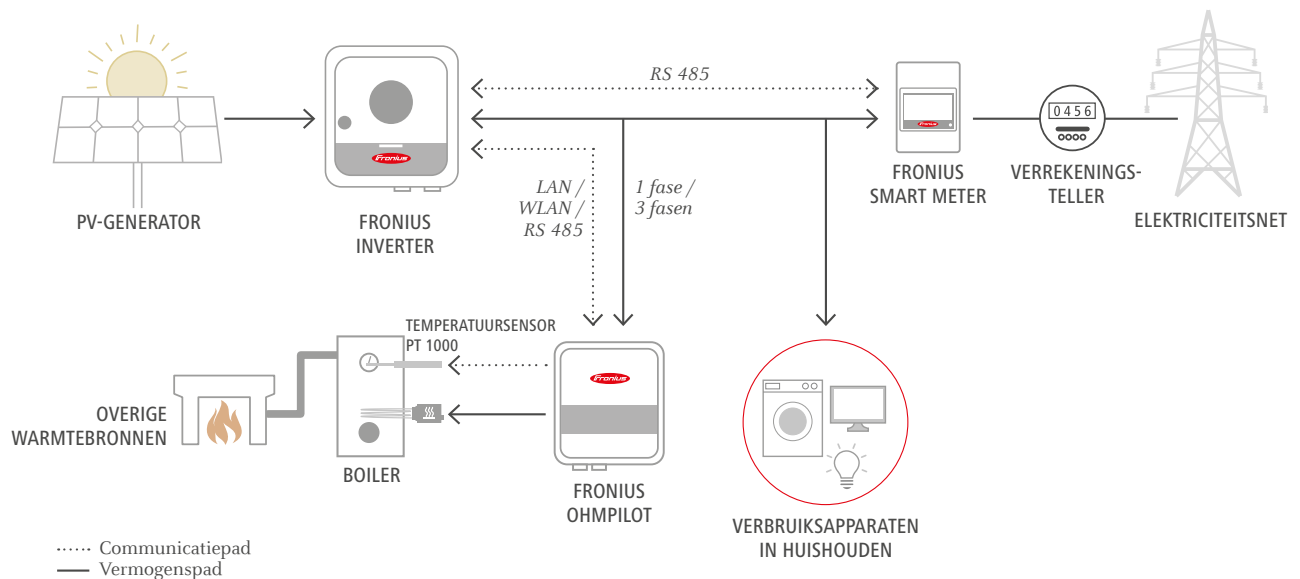 RS 485
0456
Fronius
Fronius
PV-GENERATOR
FRONIUS
INVERTER
LAN /
WLAN /
RS 485
1 fase /
3 fasen
FRONIUS
SMART METER
VERREKENINGS-
TELLER
ELEKTRICITEITSNET
TEMPERATUURSENSOR
PT 1000
Fronius
OVERIGE
WARMTEBRONNEN
BOILER
FRONIUS
OHMPILOT
VERBRUIKSAPPARATEN
IN HUISHOUDEN
Communicatiepad
Vermogenspad